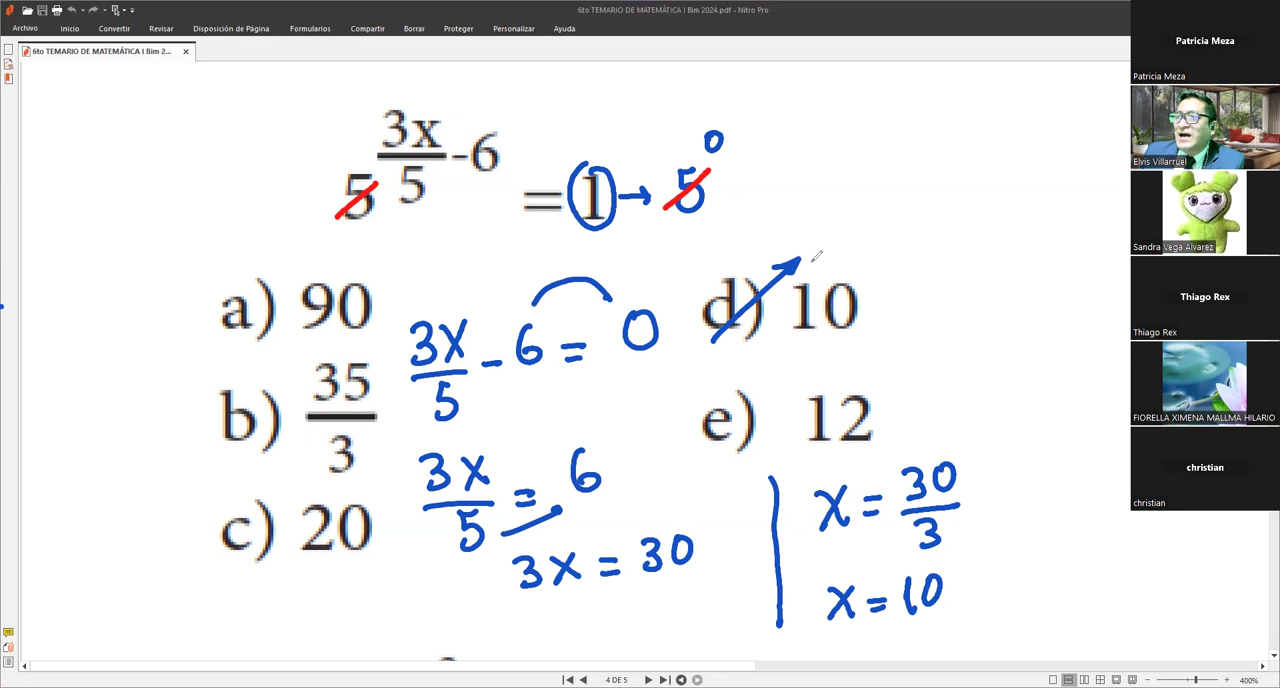 6to TEMARIO DE MATEMÁTICA I Bim 2024.pdf - Nitro Pro
Archivo Inicio Convertir Revisar Disposición de Página Formularios Compartir Borrar Proteger Personalizar Ayuda
6to TEMARIO DE MATEMÁTICA I Bim 2... ×
5^(3x/5 -6) = 1 → 5^0
a) 90
b) 35/3
c) 20
d) 10
e) 12
3x/5 - 6 = 0
3x/5 = 6
3x = 30
x = 30/3
x = 10
Patricia Meza
Patricia Meza
Elvis Villarruel
Sandra Vega Alvarez
Thiago Rex
Thiago Rex
FIORELLA XIMENA MALLMA HILARIO
christian
christian
4 DE 5
400%